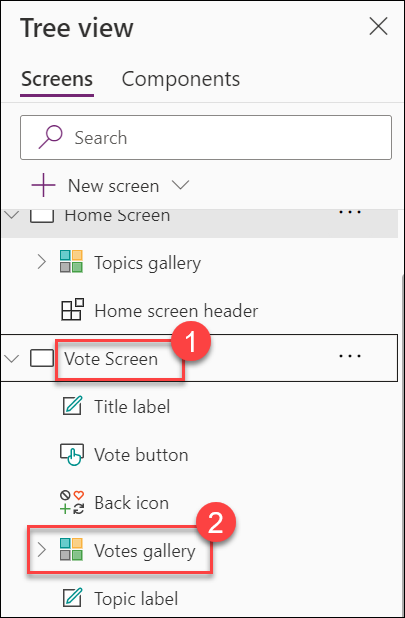 Tree view
Screens Components
Search
New screen
Home Screen ...
Topics gallery
Home screen header
1
Vote Screen ...
Title label
Vote button
Back icon
2
Votes gallery
Topic label